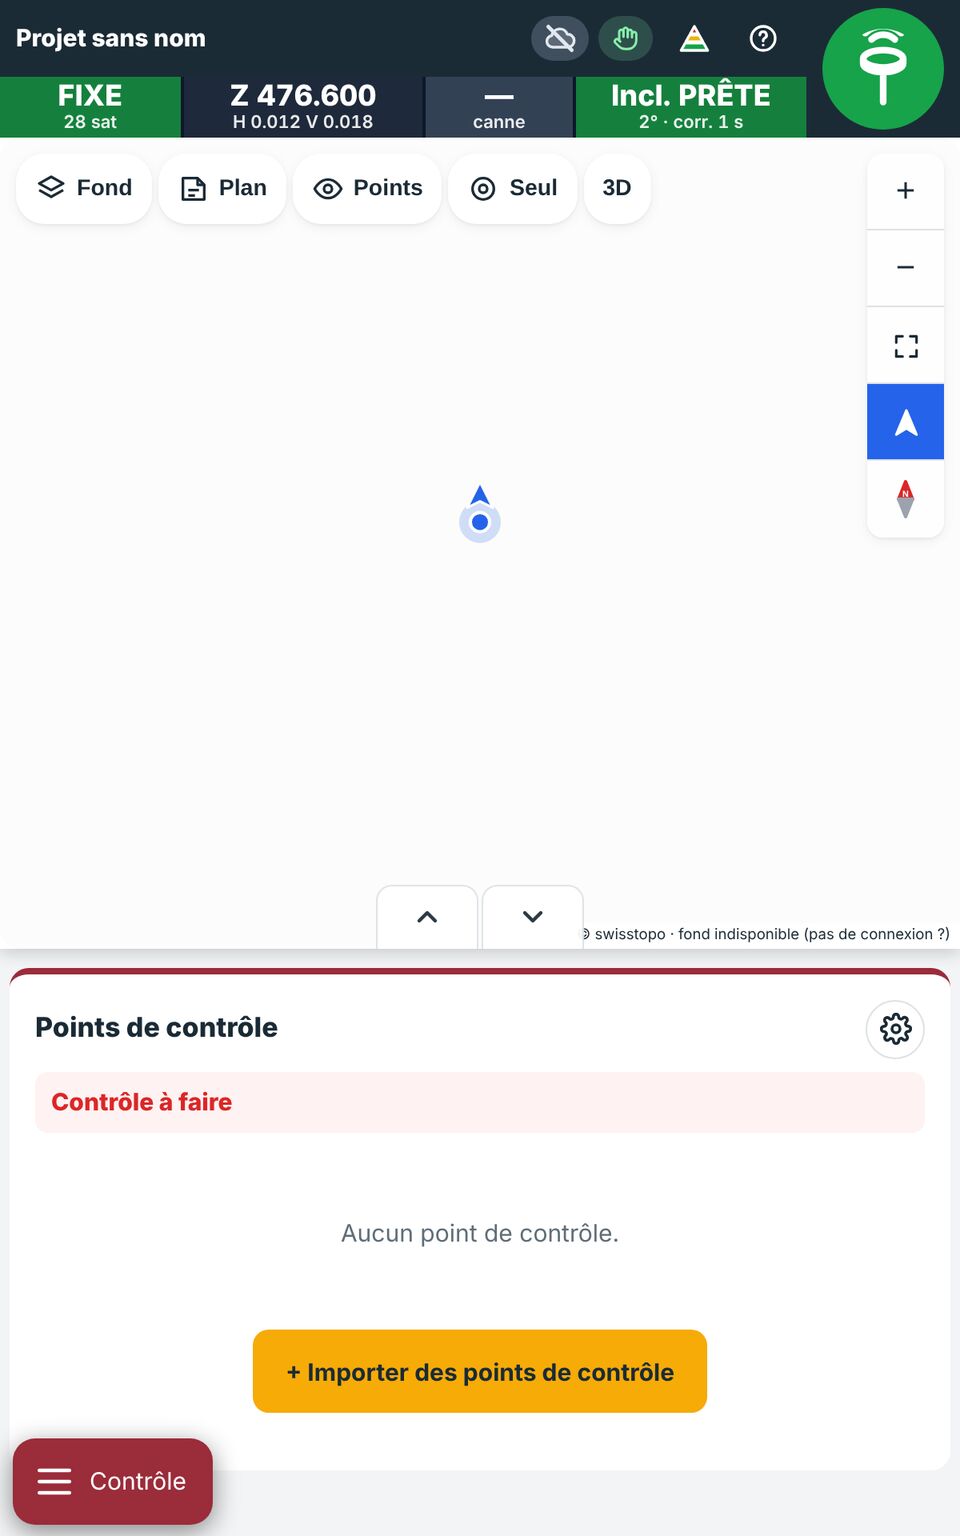 Projet sans nom
FIXE
28 sat
Z 476.600
H 0.012 V 0.018
—
canne
Incl. PRÊTE
2° · corr. 1 s
Fond
Plan
Points
Seul
3D
+
−
N
© swisstopo · fond indisponible (pas de connexion ?)
Points de contrôle
Contrôle à faire
Aucun point de contrôle.
+ Importer des points de contrôle
Contrôle